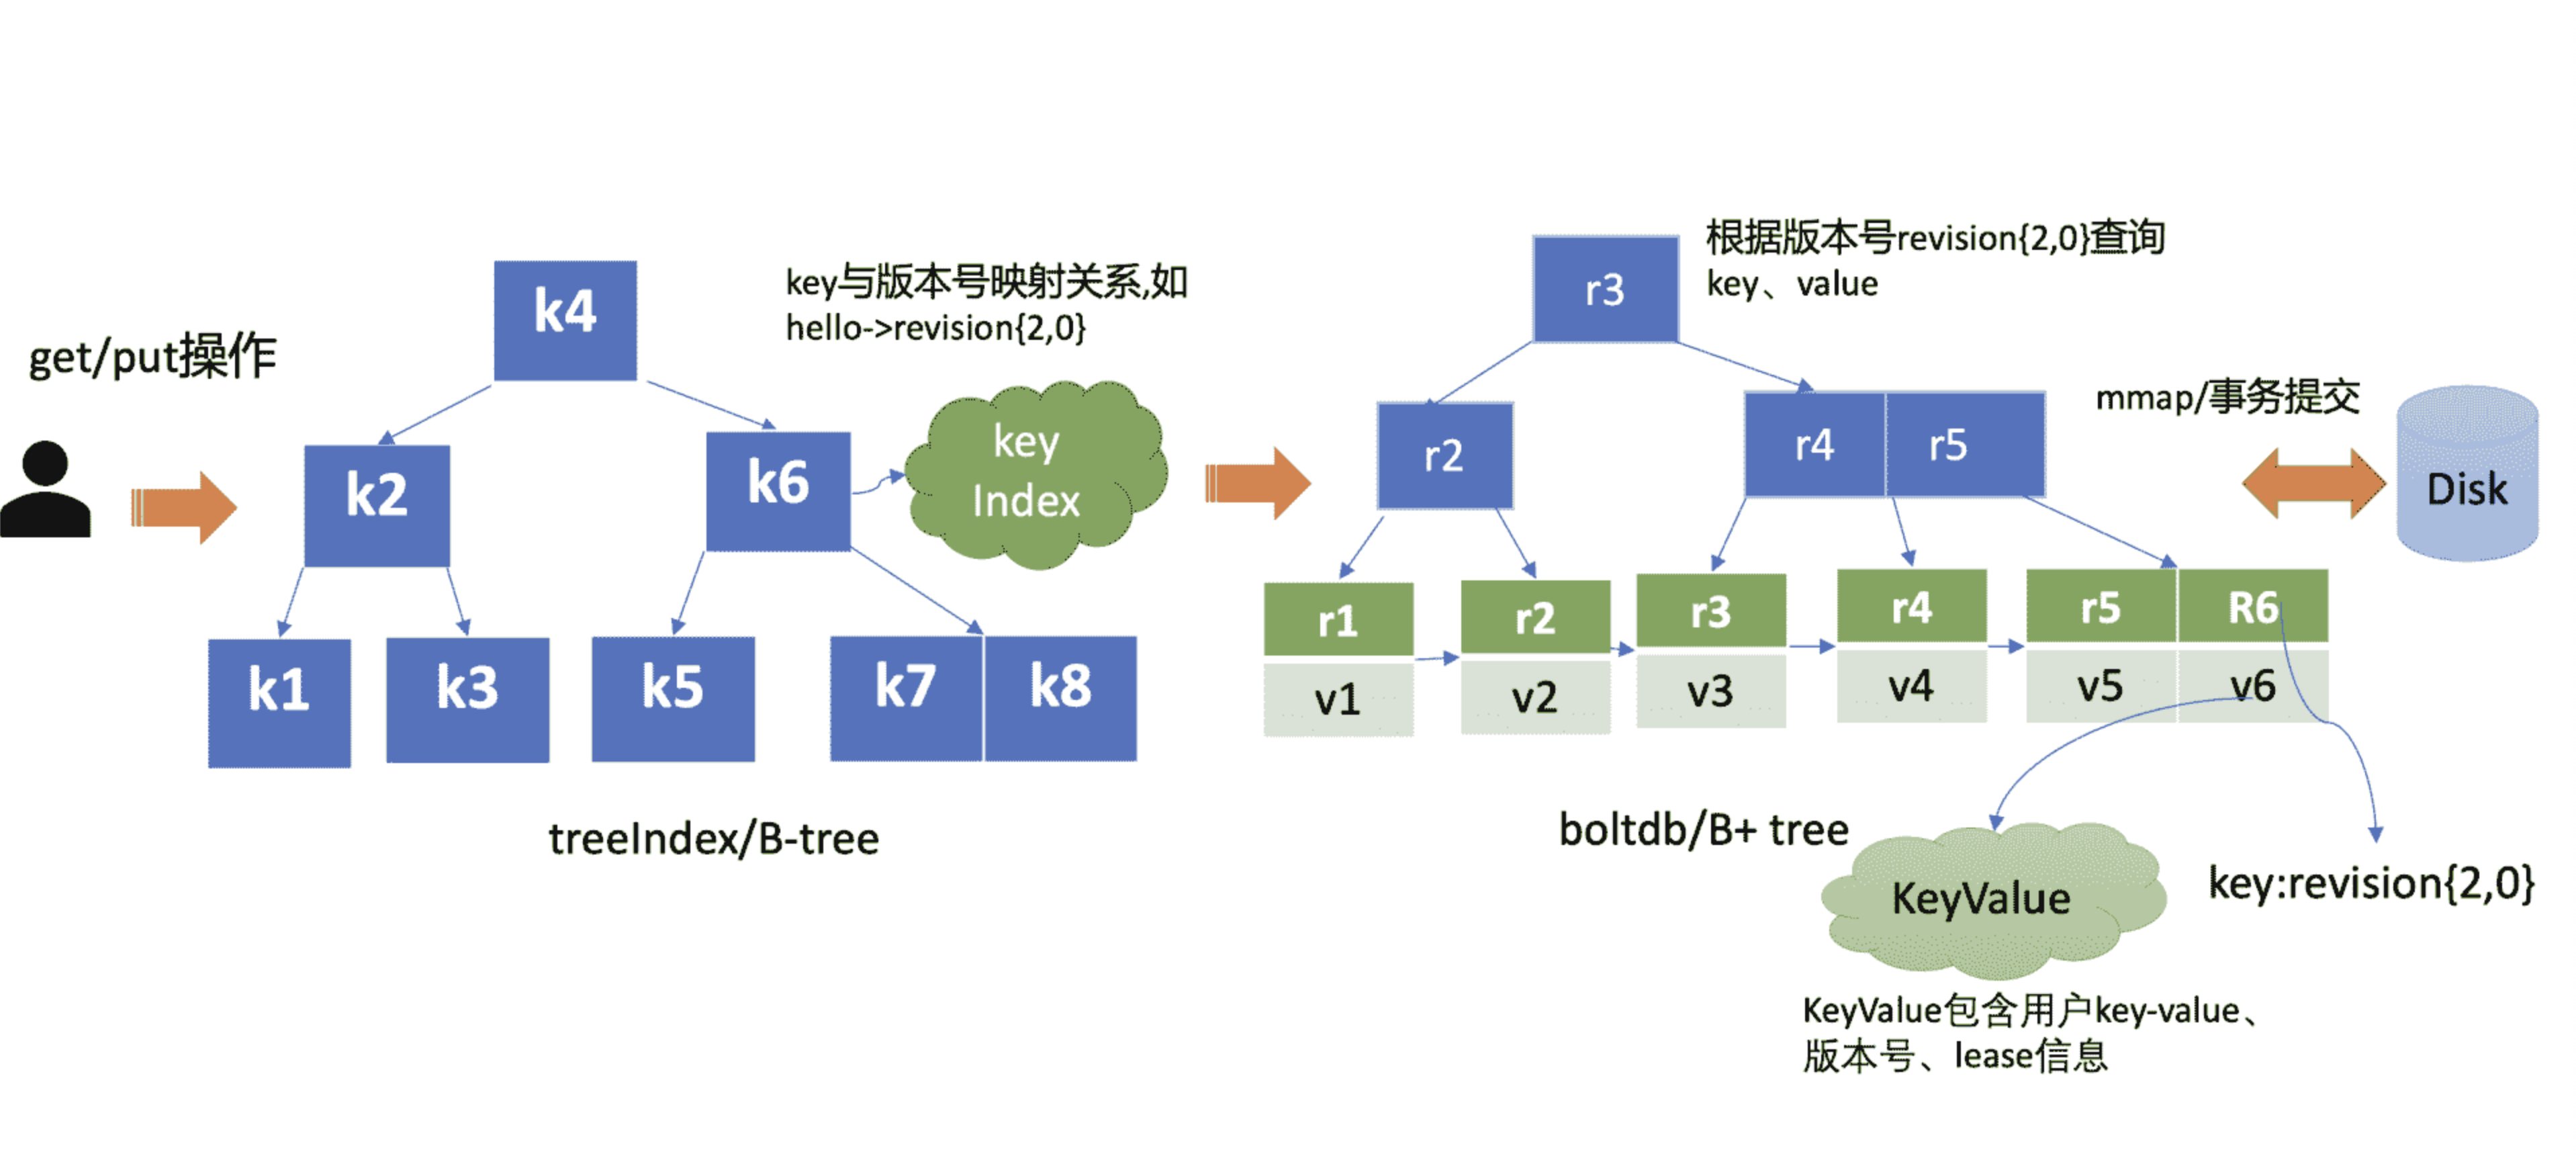 get/put操作
k4
k2
k6
k1
k3
k5
k7
k8
key与版本号映射关系,如
hello->revision{2,0}
key
Index
treeIndex/B-tree
根据版本号revision{2,0}查询
key、value
r3
r2
r4
r5
r1
r2
r3
r4
r5
R6
v1
v2
v3
v4
v5
v6
mmap/事务提交
Disk
boltdb/B+ tree
KeyValue
key:revision{2,0}
KeyValue包含用户key-value、
版本号、lease信息